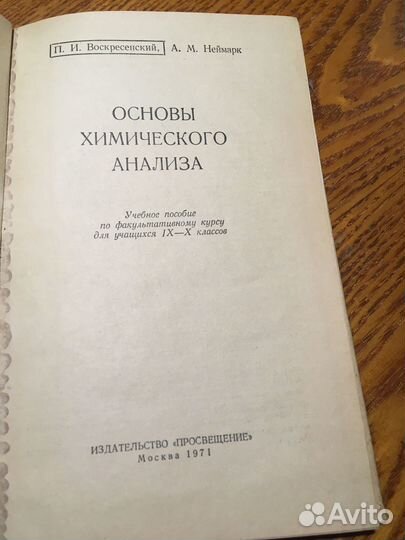 П. И. Воскресенский, А. М. Неймарк
ОСНОВЫ
ХИМИЧЕСКОГО
АНАЛИЗА
Учебное пособие
по факультативному курсу
для учащихся IX—X классов
ИЗДАТЕЛЬСТВО «ПРОСВЕЩЕНИЕ»
Москва 1971
Avito